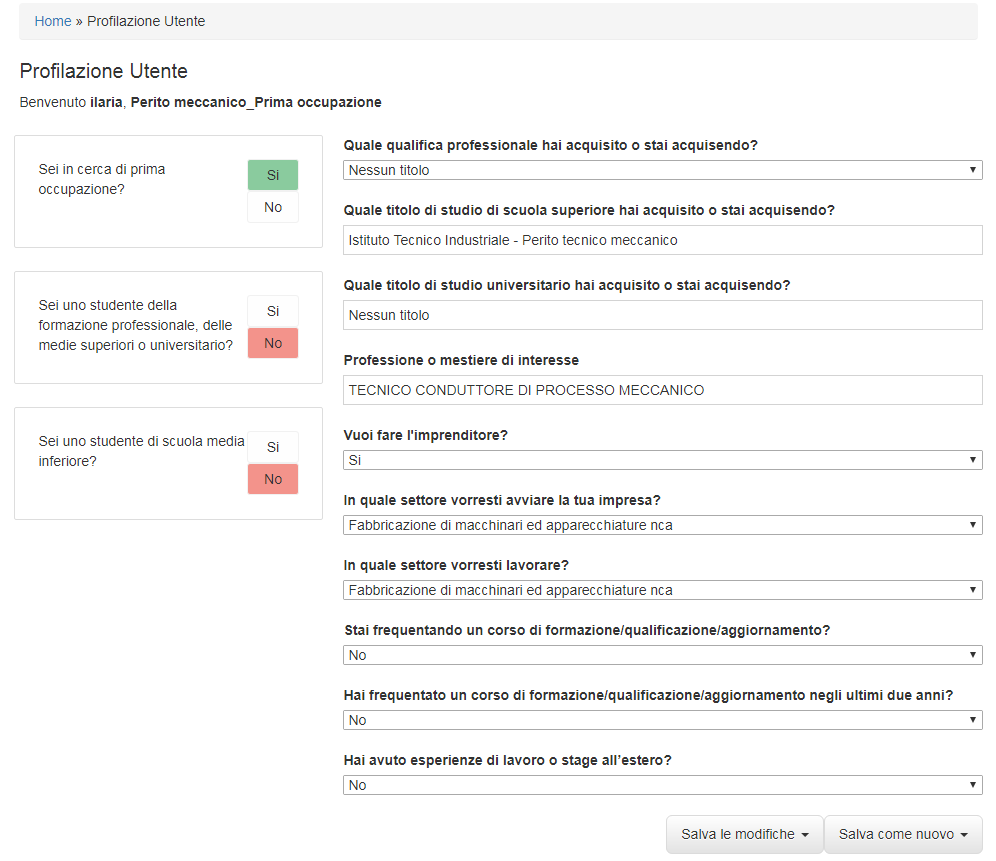 Home » Profilazione Utente
Profilazione Utente
Benvenuto ilaria, Perito meccanico_Prima occupazione
Sei in cerca di prima
occupazione?
Si
No
Sei uno studente della
formazione professionale, delle
medie superiori o universitario?
Si
No
Sei uno studente di scuola media
inferiore?
Si
No
Quale qualifica professionale hai acquisito o stai acquisendo?
Nessun titolo
Quale titolo di studio di scuola superiore hai acquisito o stai acquisendo?
Istituto Tecnico Industriale - Perito tecnico meccanico
Quale titolo di studio universitario hai acquisito o stai acquisendo?
Nessun titolo
Professione o mestiere di interesse
TECNICO CONDUTTORE DI PROCESSO MECCANICO
Vuoi fare l'imprenditore?
Si
In quale settore vorresti avviare la tua impresa?
Fabbricazione di macchinari ed apparecchiature nca
In quale settore vorresti lavorare?
Fabbricazione di macchinari ed apparecchiature nca
Stai frequentando un corso di formazione/qualificazione/aggiornamento?
No
Hai frequentato un corso di formazione/qualificazione/aggiornamento negli ultimi due anni?
No
Hai avuto esperienze di lavoro o stage all’estero?
No
Salva le modifiche
Salva come nuovo